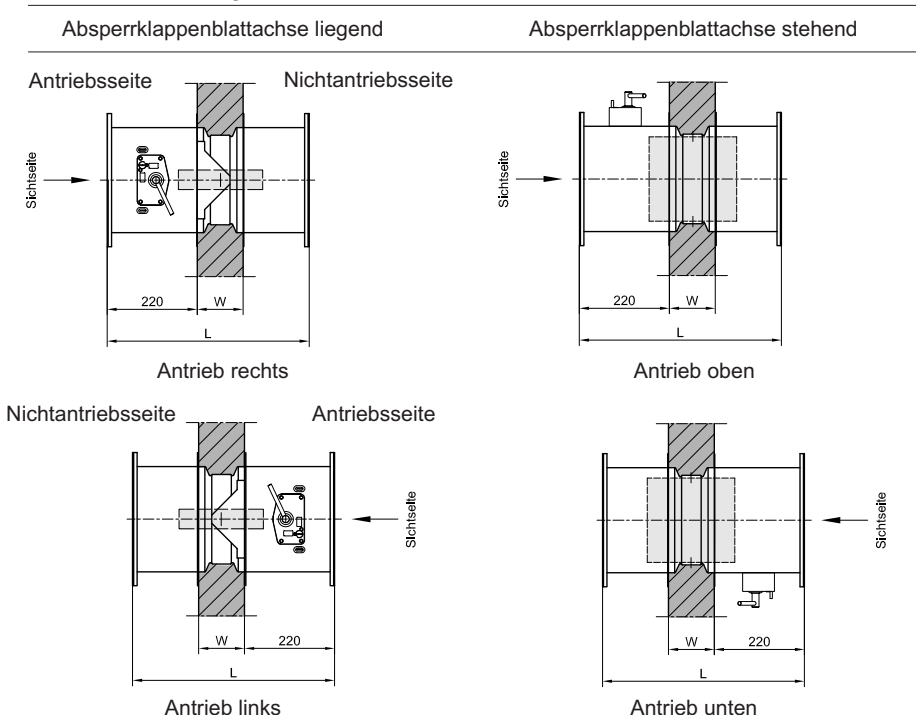 Absperrklappenblattachse liegend
Absperrklappenblattachse stehend
Antriebsseite
Nichtantriebsseite
Sichtseite
220
W
L
Antrieb rechts
Sichtseite
220
W
L
Antrieb oben
Nichtantriebsseite
Antriebsseite
Sichtseite
W
220
L
Antrieb links
Sichtseite
W
220
L
Antrieb unten